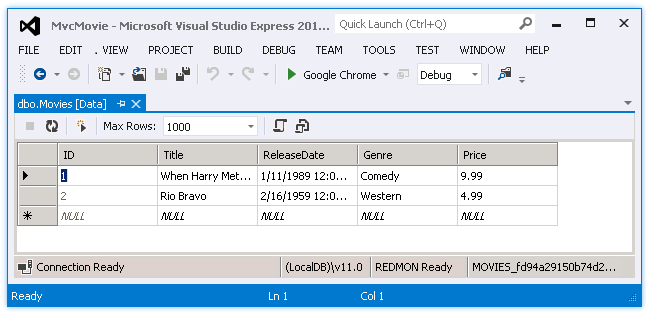 MvcMovie - Microsoft Visual Studio Express 201... Quick Launch (Ctrl+Q)
FILE EDIT . VIEW PROJECT BUILD DEBUG TEAM TOOLS TEST WINDOW . HELP
Google Chrome Debug
dbo.Movies [Data]
Max Rows: 1000
ID Title ReleaseDate Genre Price
1 When Harry Met... 1/11/1989 12:0... Comedy 9.99
2 Rio Bravo 2/16/1959 12:0... Western 4.99
NULL NULL NULL NULL NULL
Connection Ready (LocalDB)\v11.0 REDMON Ready MOVIES_fd94a29150b74d2...
Ready Ln 1 Col 1